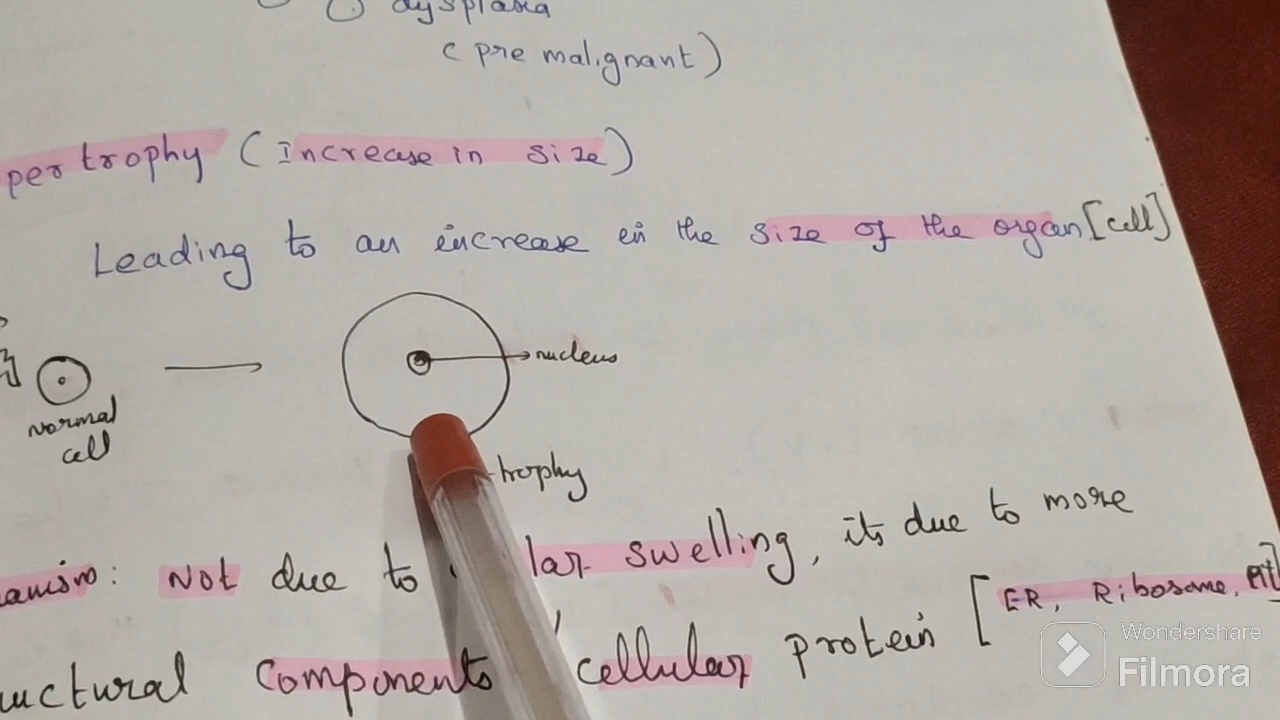 dysplasia
(pre malignant)
pertrophy (Increase in size)
Leading to an increase in the size of the organ [cell]
nucleus
normal
cell
trophy
anism: Not due to lar swelling, its due to more
uctural components cellular protein [ER, Ribosome,
Wondershare
Filmora